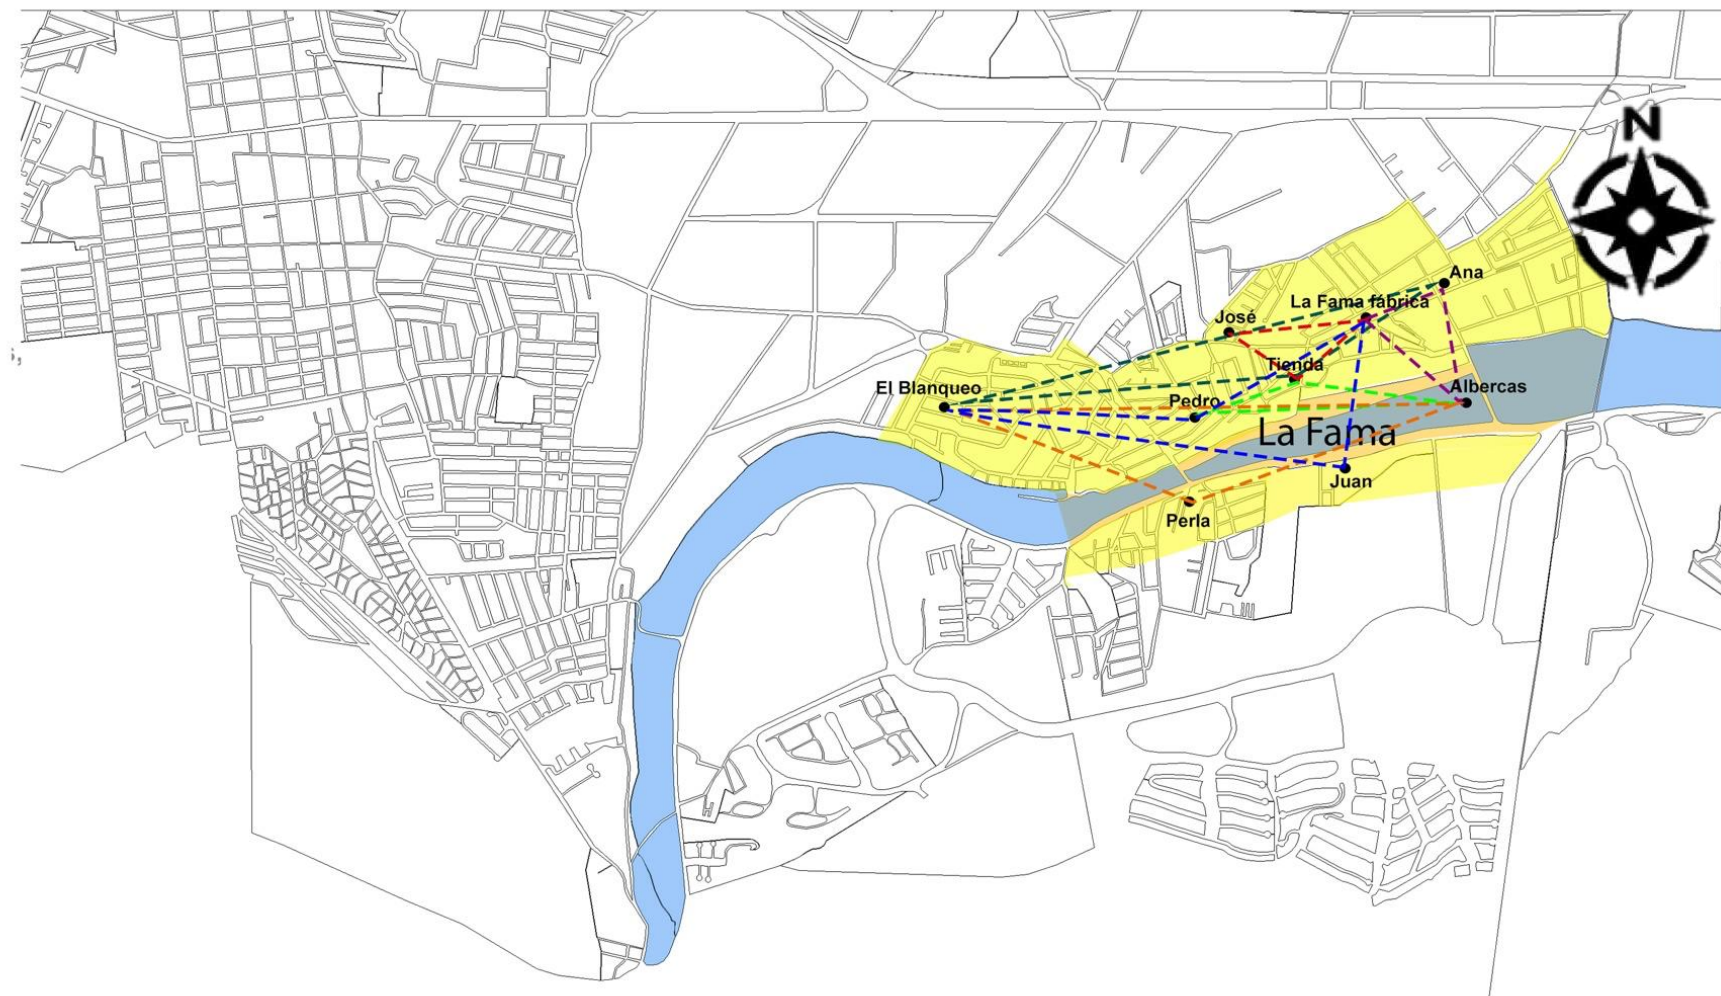 N
Ana
La Fama fábrica
José
Tienda
El Blanqueo
Albercas
Pedro
La Fama
Juan
Perla